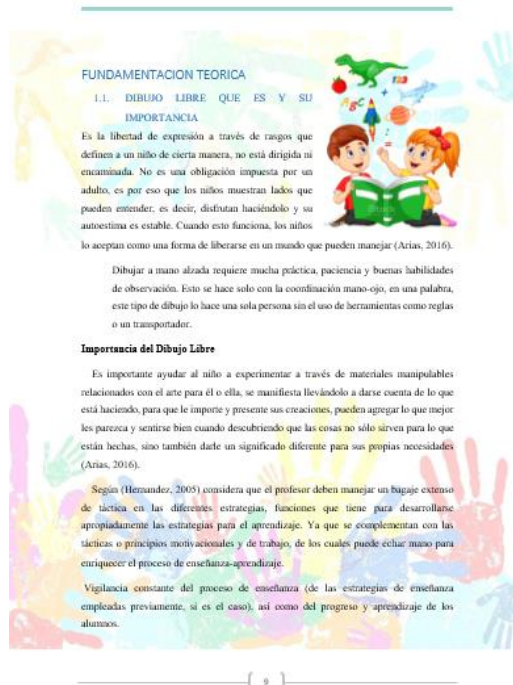 FUNDAMENTACION TEORICA
1.1. DIBUJO LIBRE QUE ES Y SU
IMPORTANCIA
Es la libertad de expresión a través de rasgos que
definen a un niño de cierta manera, no está dirigida ni
encaminada. No es una obligación impuesta por un
adulto, es por eso que los niños muestran lados que
pueden entender, es decir, disfrutan haciéndolo y su
autoestima es estable. Cuando esto funciona, los niños
lo aceptan como una forma de liberarse en un mundo que pueden manejar (Arias, 2016).
Dibujar a mano alzada requiere mucha práctica, paciencia y buenas habilidades
de observación. Esto se hace solo con la coordinación mano-ojo, en una palabra,
este tipo de dibujo lo hace una sola persona sin el uso de herramientas como reglas
o un transportador.
Importancia del Dibujo Libre
Es importante ayudar al niño a experimentar a través de materiales manipulables
relacionados con el arte para él o ella, se manifiesta llevándolo a darse cuenta de lo que
está haciendo, para que le importe y presente sus creaciones, pueden agregar lo que mejor
les parezca y sentirse bien cuando descubriendo que las cosas no sólo sirven para lo que
están hechas, sino también darle un significado diferente para sus propias necesidades
(Arias, 2016).
Según (Hernandez, 2005) considera que el profesor deben manejar un bagaje extenso
de táctica en las diferentes estrategias, funciones que tiene para desarrollarse
apropiadamente las estrategias para el aprendizaje. Ya que se complementan con las
tácticas o principios motivacionales y de trabajo, de los cuales puede echar mano para
enriquecer el proceso de enseñanza-aprendizaje.
Vigilancia constante del proceso de enseñanza (de las estrategias de enseñanza
empleadas previamente, si es el caso), así como del progreso y aprendizaje de los
alumnos.
9